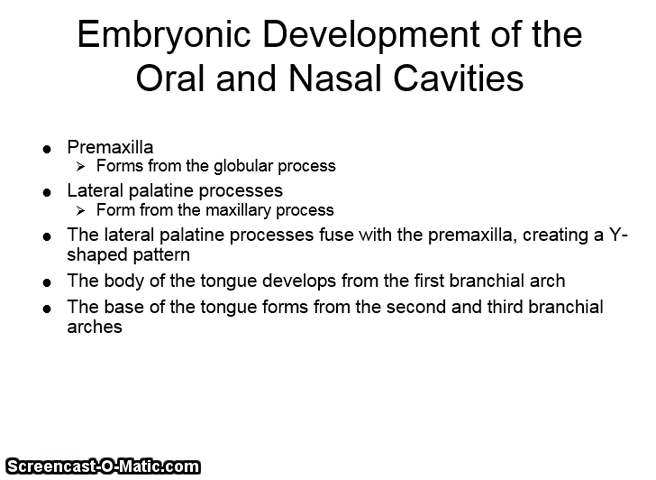 Embryonic Development of the
Oral and Nasal Cavities
● Premaxilla
➢ Forms from the globular process
● Lateral palatine processes
➢ Form from the maxillary process
● The lateral palatine processes fuse with the premaxilla, creating a Y-
shaped pattern
● The body of the tongue develops from the first branchial arch
● The base of the tongue forms from the second and third branchial
arches
Screencast-O-Matic.com